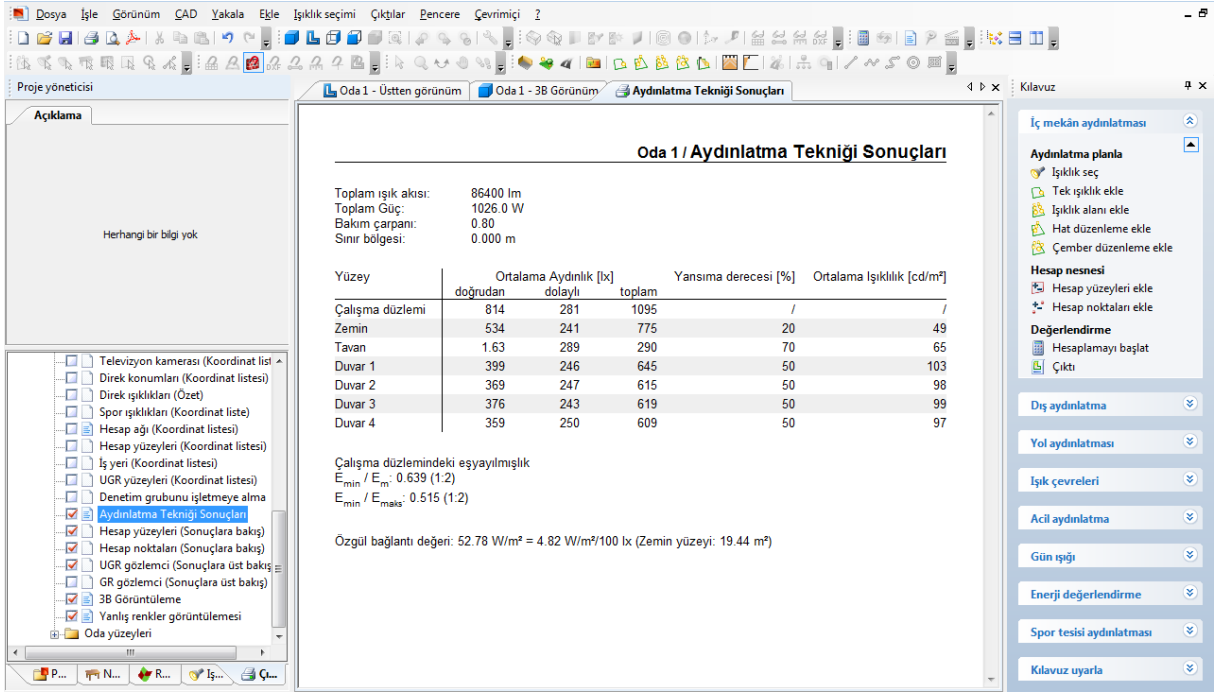 Dosya İşle Görünüm CAD Yakala Ekle Işıklık seçimi Çıktılar Pencere Çevrimiçi ?
Proje yöneticisi
Açıklama
Herhangi bir bilgi yok
Televizyon kamerası (Koordinat list
Direk konumları (Koordinat listesi)
Direk ışıklıkları (Özet)
Spor ışıklıkları (Koordinat liste)
Hesap ağı (Koordinat listesi)
Hesap yüzeyleri (Koordinat listesi)
İş yeri (Koordinat listesi)
UGR yüzeyleri (Koordinat listesi)
Denetim grubunu işletmeye alma
Aydınlatma Tekniği Sonuçları
Hesap yüzeyleri (Sonuçlara bakış)
Hesap noktaları (Sonuçlara bakış)
UGR gözlemci (Sonuçlara üst bakış)
GR gözlemci (Sonuçlara üst bakış)
3B Görüntüleme
Yanlış renkler görüntülemesi
Oda yüzeyleri
P... N... R... Iş... Çı...
Oda 1 - Üstten görünüm Oda 1 - 3B Görünüm Aydınlatma Tekniği Sonuçları
Oda 1 / Aydınlatma Tekniği Sonuçları
Toplam ışık akısı: 86400 lm
Toplam Güç: 1026.0 W
Bakım çarpanı: 0.80
Sınır bölgesi: 0.000 m
Yüzey Ortalama Aydınlık [lx] Yansıma derecesi [%] Ortalama Işıklılık [cd/m²]
doğrudan dolaylı toplam
Çalışma düzlemi 814 281 1095 / /
Zemin 534 241 775 20 49
Tavan 1.63 289 290 70 65
Duvar 1 399 246 645 50 103
Duvar 2 369 247 615 50 98
Duvar 3 376 243 619 50 99
Duvar 4 359 250 609 50 97
Çalışma düzlemindeki eşyayılmışlık
Emin / Em: 0.639 (1:2)
Emin / Emaks: 0.515 (1:2)
Özgül bağlantı değeri: 52.78 W/m² = 4.82 W/m²/100 lx (Zemin yüzeyi: 19.44 m²)
Kılavuz
İç mekân aydınlatması
Aydınlatma planla
Işıklık seç
Tek ışıklık ekle
Işıklık alanı ekle
Hat düzenleme ekle
Çember düzenleme ekle
Hesap nesnesi
Hesap yüzeyleri ekle
Hesap noktaları ekle
Değerlendirme
Hesaplamayı başlat
Çıktı
Dış aydınlatma
Yol aydınlatması
Işık çevreleri
Acil aydınlatma
Gün ışığı
Enerji değerlendirme
Spor tesisi aydınlatması
Kılavuz uyarla